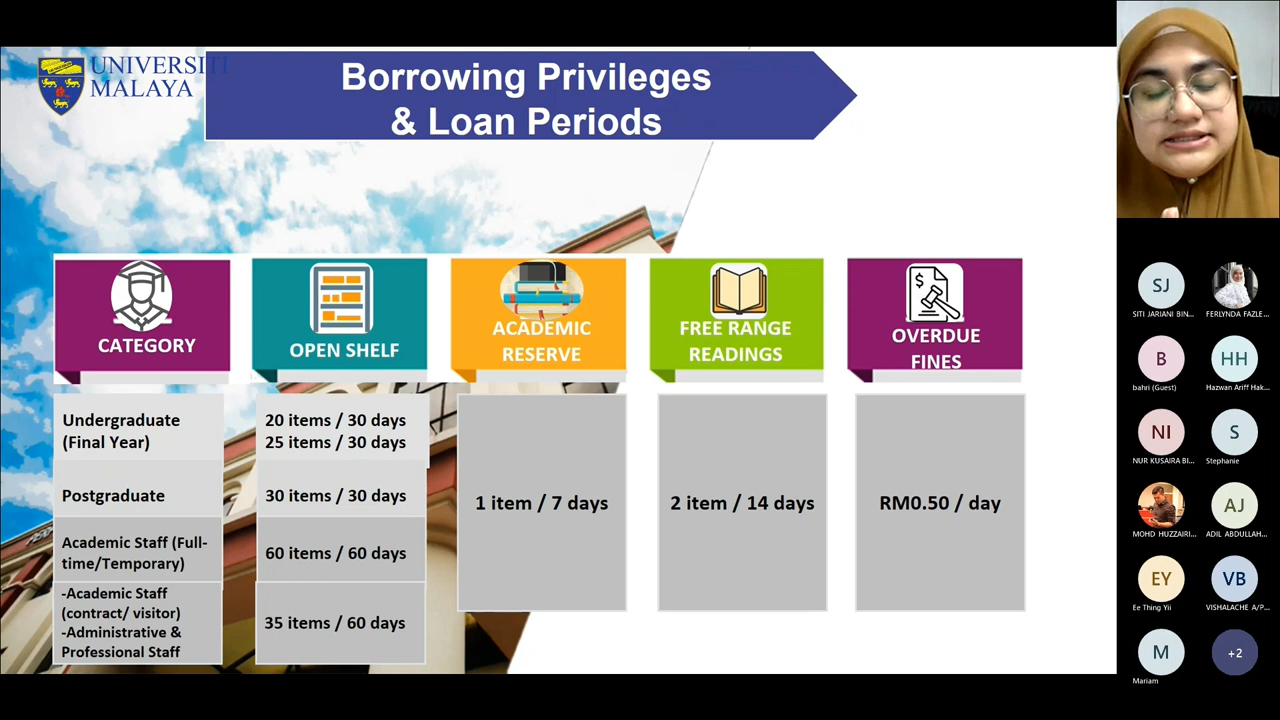 UNIVERSITI
MALAYA
Borrowing Privileges
& Loan Periods
CATEGORY
OPEN SHELF
ACADEMIC
RESERVE
FREE RANGE
READINGS
$
OVERDUE
FINES
Undergraduate
(Final Year)
20 items / 30 days
25 items / 30 days
Postgraduate
30 items / 30 days
Academic Staff (Full-
time/Temporary)
60 items / 60 days
-Academic Staff
(contract/ visitor)
-Administrative &
Professional Staff
35 items / 60 days
1 item / 7 days
2 item / 14 days
RM0.50 / day
SJ
SITI JARIANI BIN...
FERLYNDA FAZLE...
B
bahri (Guest)
HH
Hazwan Ariff Hak...
NI
NUR KUSAIRA BI...
S
Stephanie
MOHD HUZZAIRI...
AJ
ADIL ABDULLAH...
EY
Ee Thing Yii
VB
VISHALACHE A/P...
M
Mariam
+2